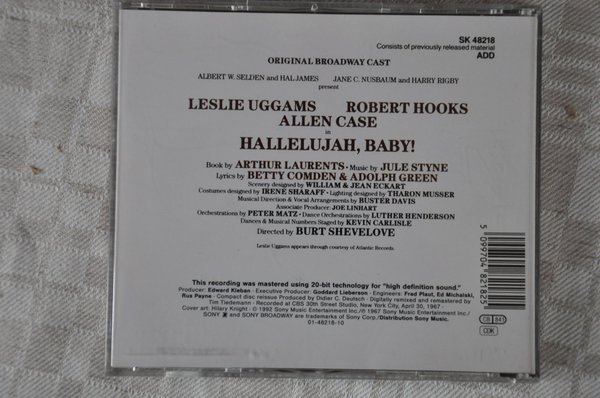 SK 48218
Consists of previously released material
ADD
ORIGINAL BROADWAY CAST
ALBERT W. SELDEN and HAL JAMES JANE C. NUSBAUM and HARRY RIGBY
present
LESLIE UGGAMS ROBERT HOOKS
ALLEN CASE
in
HALLELUJAH, BABY!
Book by ARTHUR LAURENTS · Music by JULE STYNE
Lyrics by BETTY COMDEN & ADOLPH GREEN
Scenery designed by WILLIAM & JEAN ECKART
Costumes designed by IRENE SHARAFF · Lighting designed by THARON MUSSER
Musical Direction & Vocal Arrangements by BUSTER DAVIS
Associate Producer: JOE LINHART
Orchestrations by PETER MATZ · Dance Orchestrations by LUTHER HENDERSON
Dances & Musical Numbers Staged by KEVIN CARLISLE
Directed by BURT SHEVELOVE
Leslie Uggams appears through courtesy of Atlantic Records.
This recording was mastered using 20-bit technology for "high definition sound."
Producer: Edward Kleban · Executive Producer: Goddard Lieberson · Engineers: Fred Plaut, Ed Michalski,
Rus Payne · Compact disc reissue Produced by Didier C. Deutsch · Digitally remixed and remastered by
Tim Tiedemann · Recorded at CBS 30th Street Studio, New York City, April 30, 1967 ·
Cover art: Hilary Knight · © 1992 Sony Music Entertainment Inc./℗ 1967 Sony Music Entertainment Inc./
SONY AND SONY BROADWAY are trademarks of Sony Corp./Distribution Sony Music.
01-48218-10
5 099704 821825
CB 841
CDK